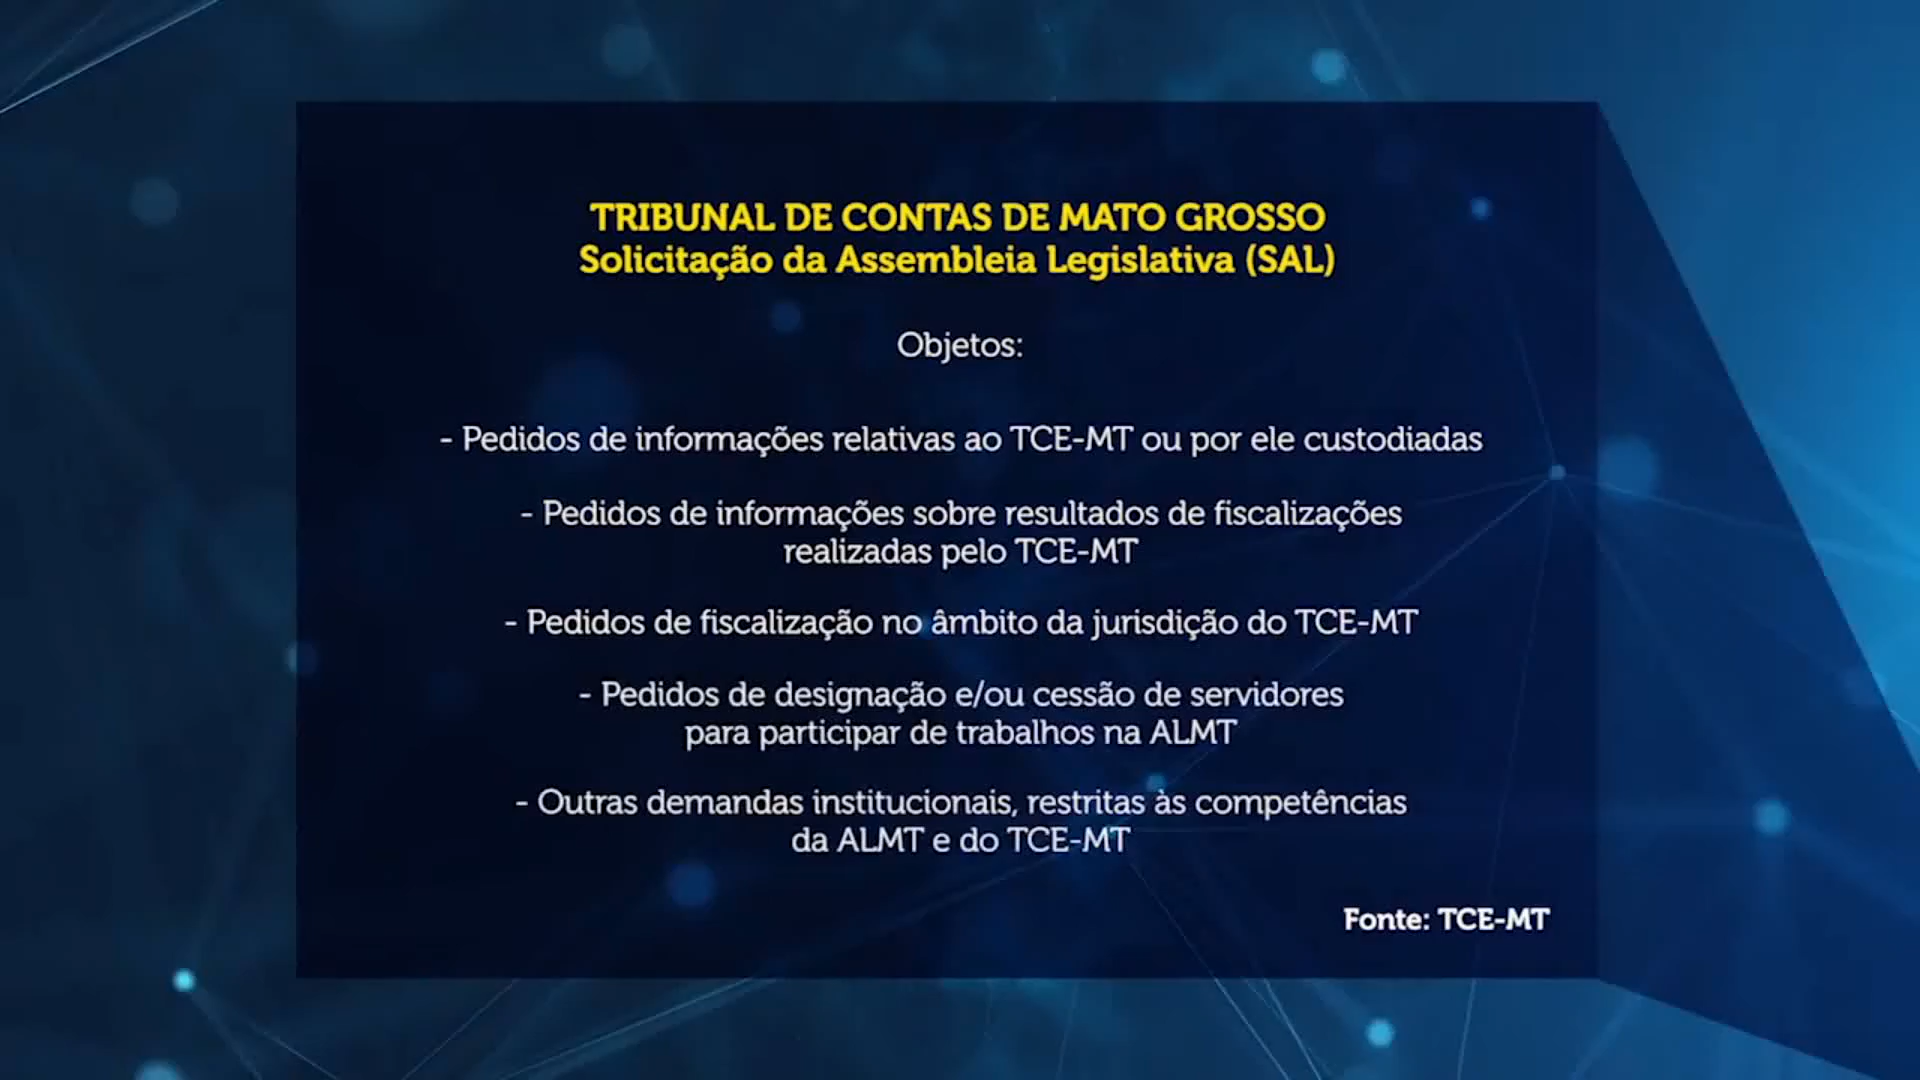 TRIBUNAL DE CONTAS DE MATO GROSSO
Solicitação da Assembleia Legislativa (SAL)
Objetos:
- Pedidos de informações relativas ao TCE-MT ou por ele custodiadas
- Pedidos de informações sobre resultados de fiscalizações
realizadas pelo TCE-MT
- Pedidos de fiscalização no âmbito da jurisdição do TCE-MT
- Pedidos de designação e/ou cessão de servidores
para participar de trabalhos na ALMT
- Outras demandas institucionais, restritas às competências
da ALMT e do TCE-MT
Fonte: TCE-MT